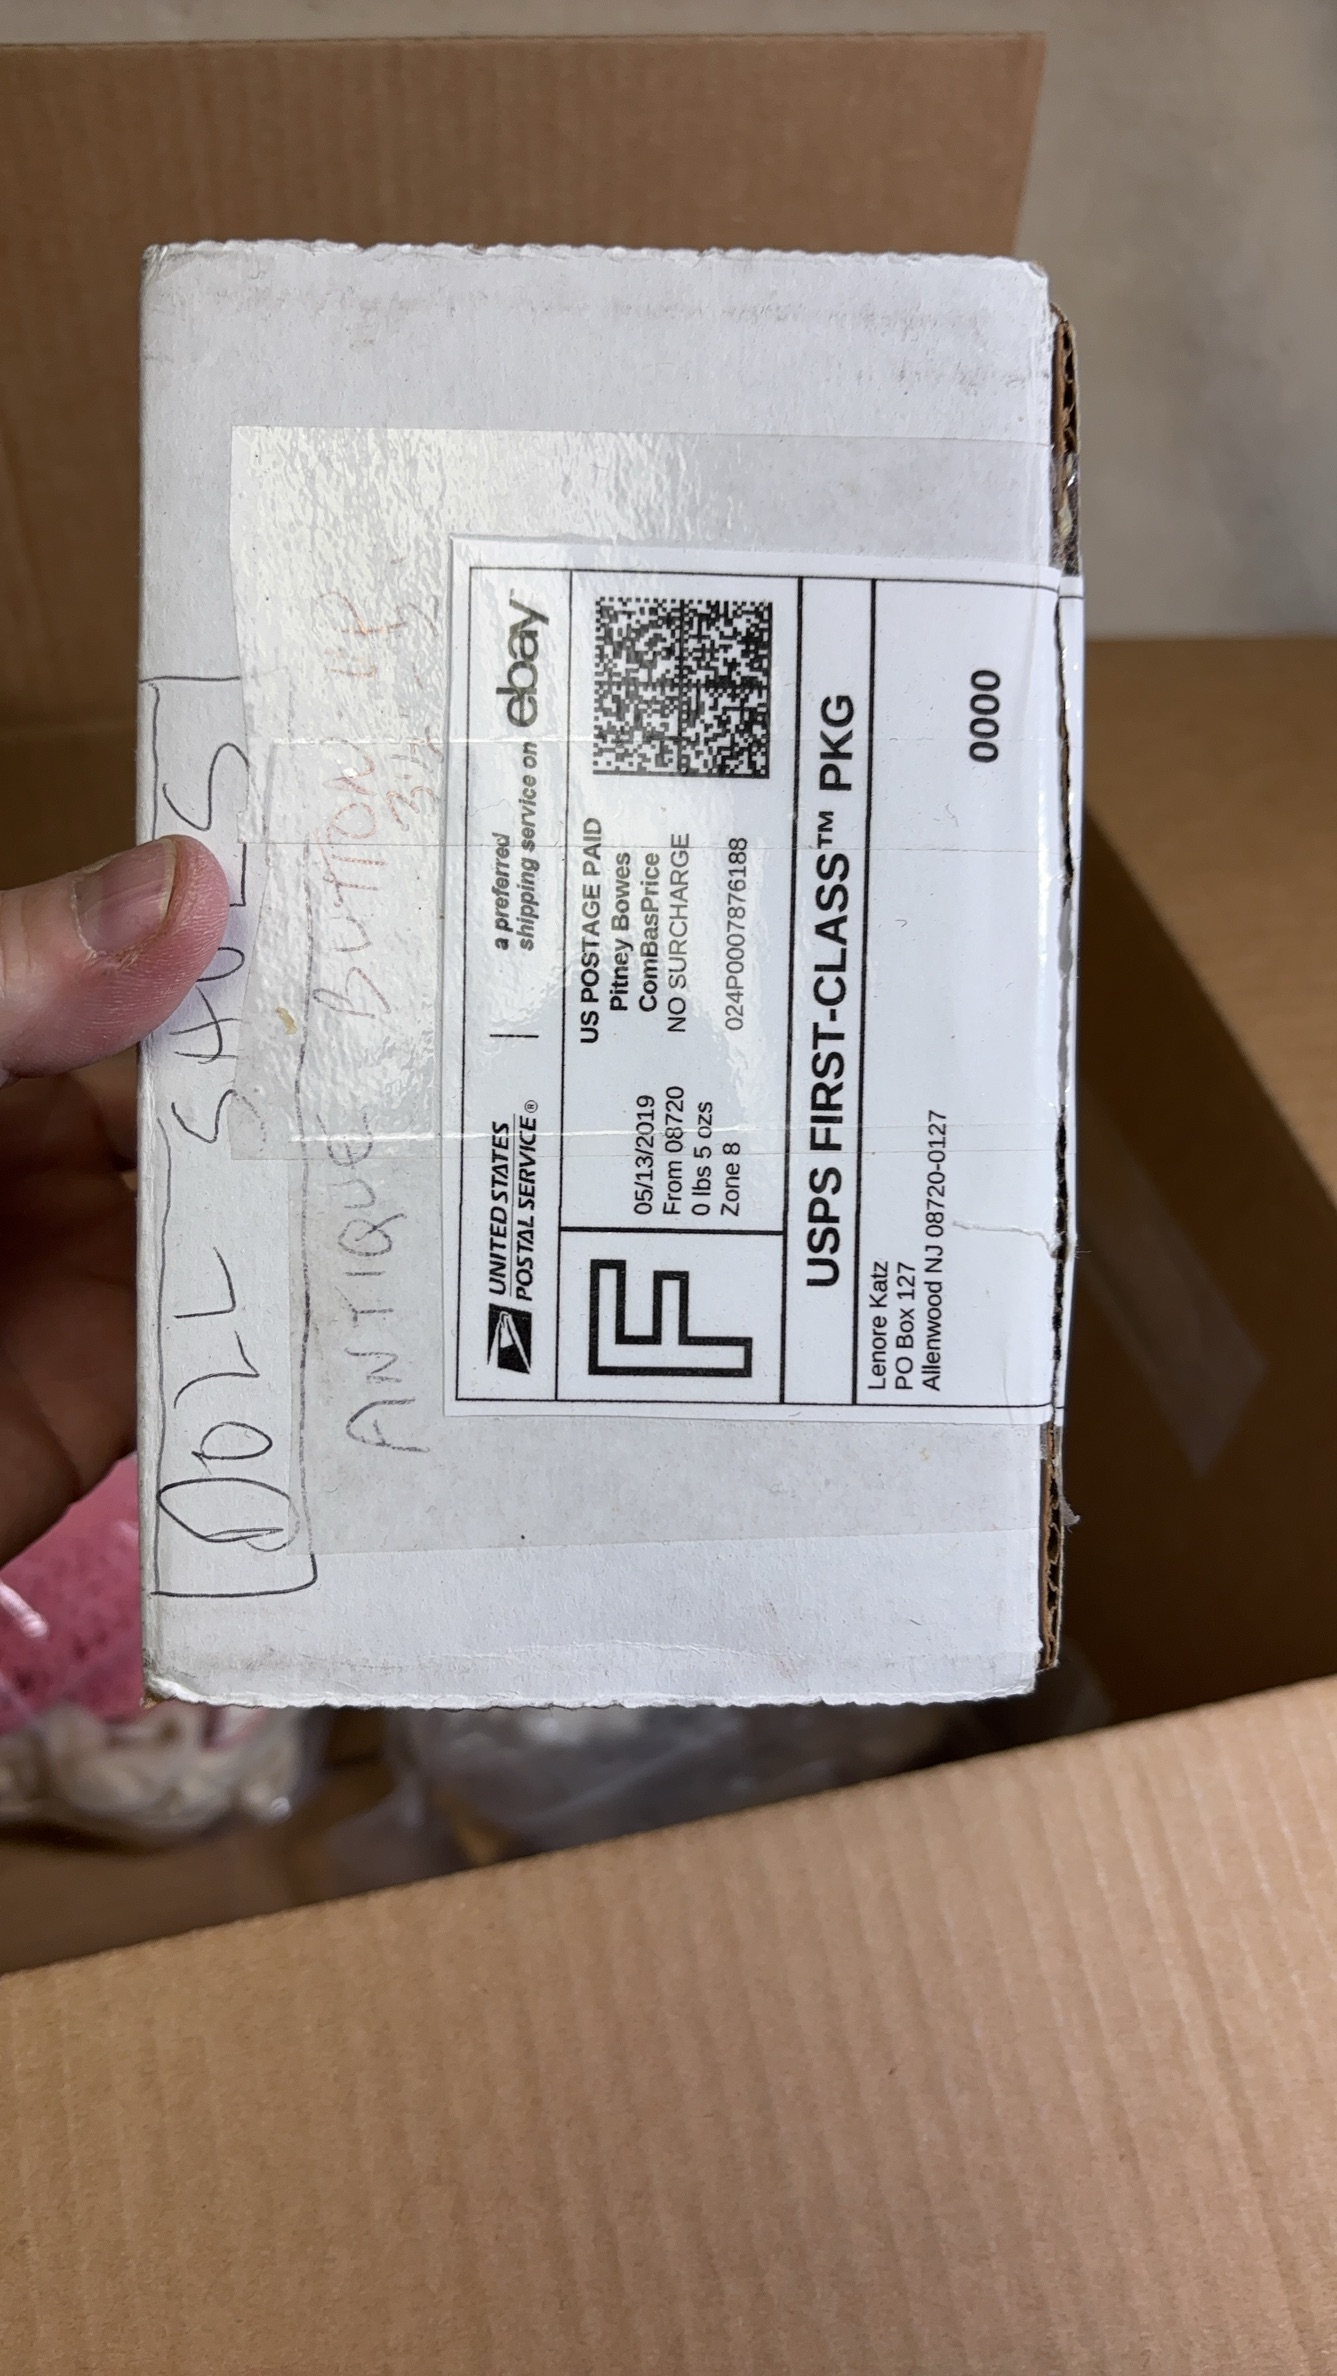 DOLL SHOES
ANTIQUE BUTTON UP
UNITED STATES
POSTAL SERVICE®
a preferred
shipping service on ebay™
F
05/13/2019
From 08720
0 lbs 5 ozs
Zone 8
US POSTAGE PAID
Pitney Bowes
ComBasPrice
NO SURCHARGE
024P0007876188
USPS FIRST-CLASS™ PKG
Lenore Katz
PO Box 127
Allenwood NJ 08720-0127
0000